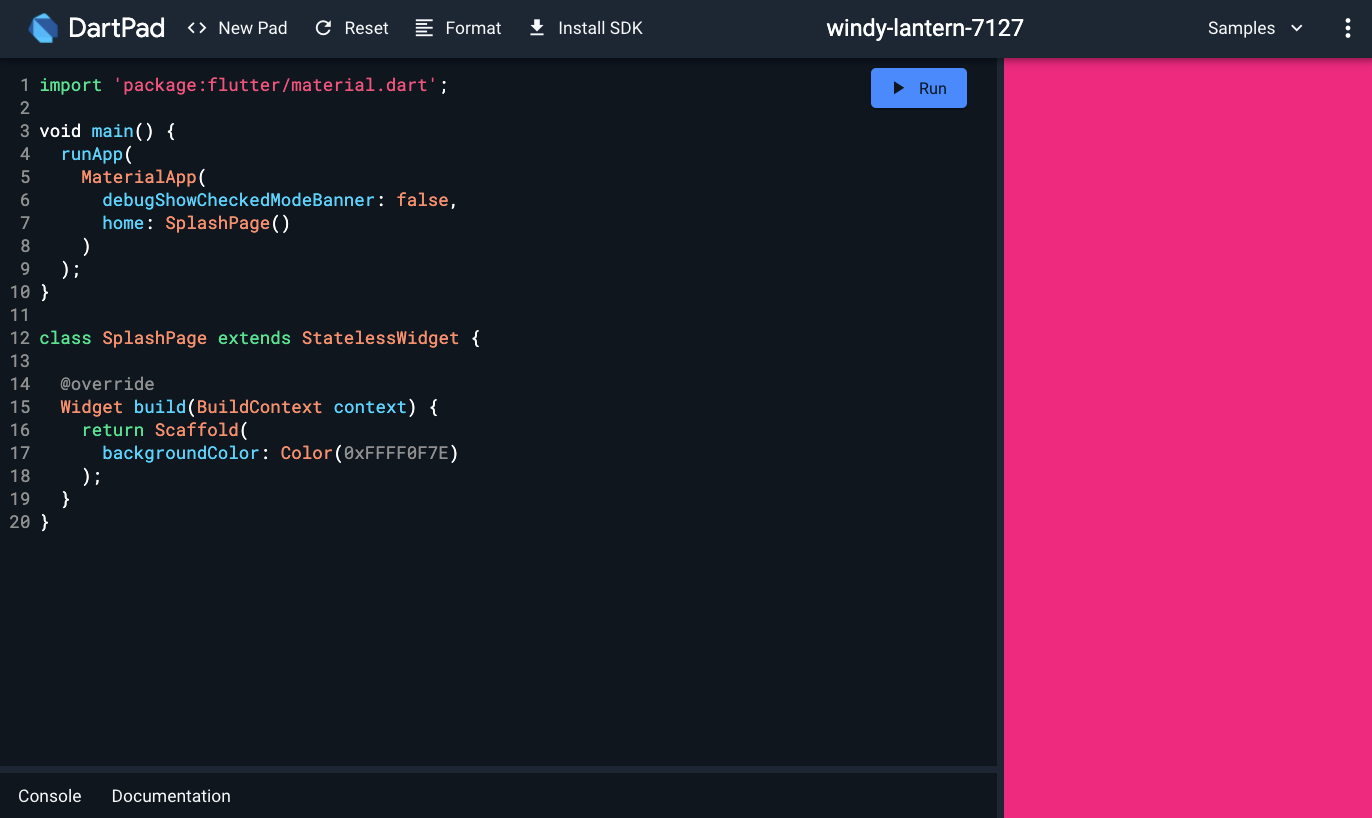 DartPad <> New Pad Reset Format Install SDK windy-lantern-7127 Samples
Run
1 import 'package:flutter/material.dart';
2
3 void main() {
4   runApp(
5     MaterialApp(
6       debugShowCheckedModeBanner: false,
7       home: SplashPage()
8     )
9   );
10 }
11
12 class SplashPage extends StatelessWidget {
13
14   @override
15   Widget build(BuildContext context) {
16     return Scaffold(
17       backgroundColor: Color(0xFFFF0F7E)
18     );
19   }
20 }
Console Documentation